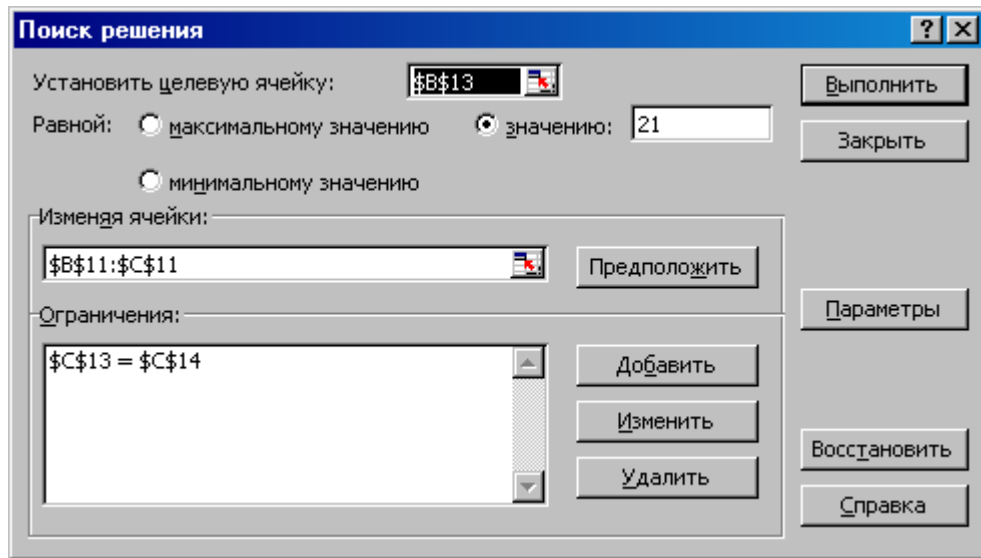 Поиск решения
Установить целевую ячейку: $B$13
Выполнить
Равной: максимальному значению значению: 21
Закрыть
минимальному значению
Изменяя ячейки:
$B$11:$C$11
Предположить
Параметры
Ограничения:
$C$13 = $C$14
Добавить
Изменить
Удалить
Восстановить
Справка